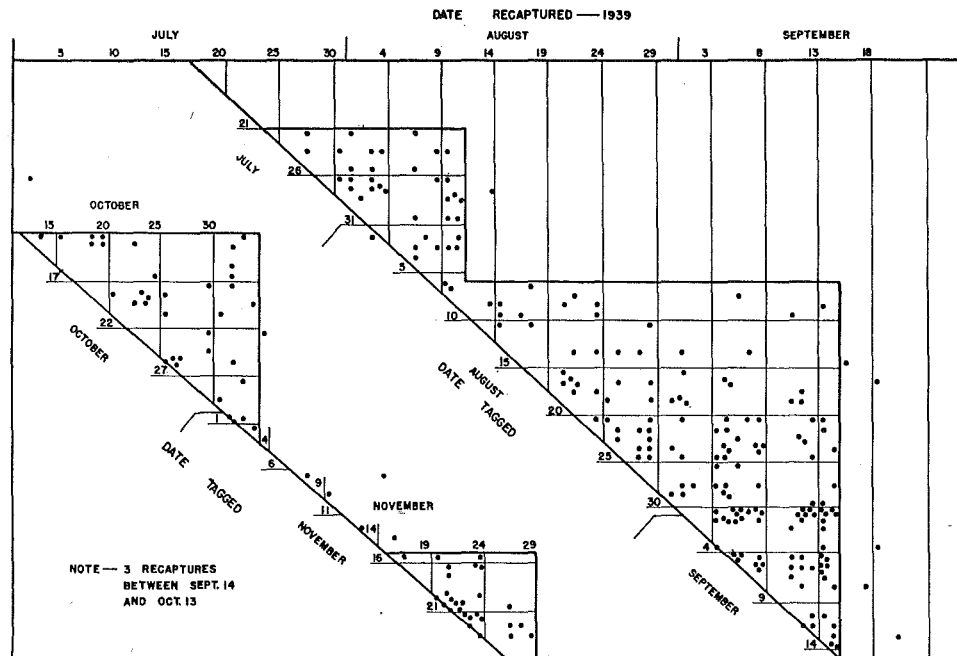 DATE RECAPTURED — 1939
JULY AUGUST SEPTEMBER
5 10 15 20 25 30 4 9 14 19 24 29 3 8 13 18
21
JULY
26
31
5
10
15
AUGUST
DATE TAGGED
20
25
30
4
SEPTEMBER
9
14
OCTOBER
15 20 25 30
17
22
OCTOBER
27
1
4
6
DATE TAGGED
9
11
NOVEMBER
14
16
NOVEMBER
19 24 29
21
NOTE — 3 RECAPTURES
BETWEEN SEPT. 14
AND OCT. 13